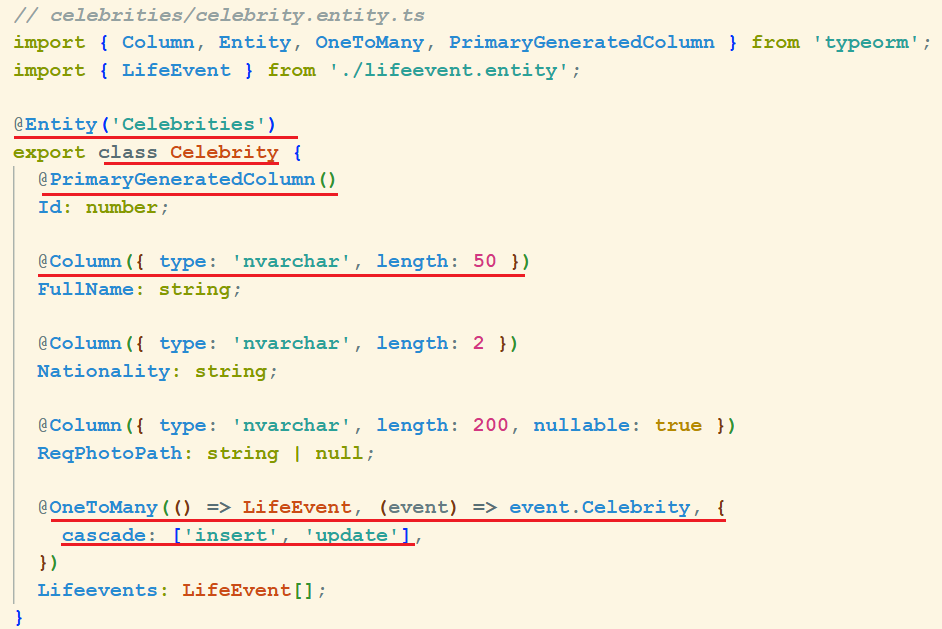 // celebrities/celebrity.entity.ts
import { Column, Entity, OneToMany, PrimaryGeneratedColumn } from 'typeorm';
import { LifeEvent } from './lifeevent.entity';

@Entity('Celebrities')
export class Celebrity {
  @PrimaryGeneratedColumn()
  Id: number;

  @Column({ type: 'nvarchar', length: 50 })
  FullName: string;

  @Column({ type: 'nvarchar', length: 2 })
  Nationality: string;

  @Column({ type: 'nvarchar', length: 200, nullable: true })
  ReqPhotoPath: string | null;

  @OneToMany(() => LifeEvent, (event) => event.Celebrity, {
    cascade: ['insert', 'update'],
  })
  Lifeevents: LifeEvent[];
}